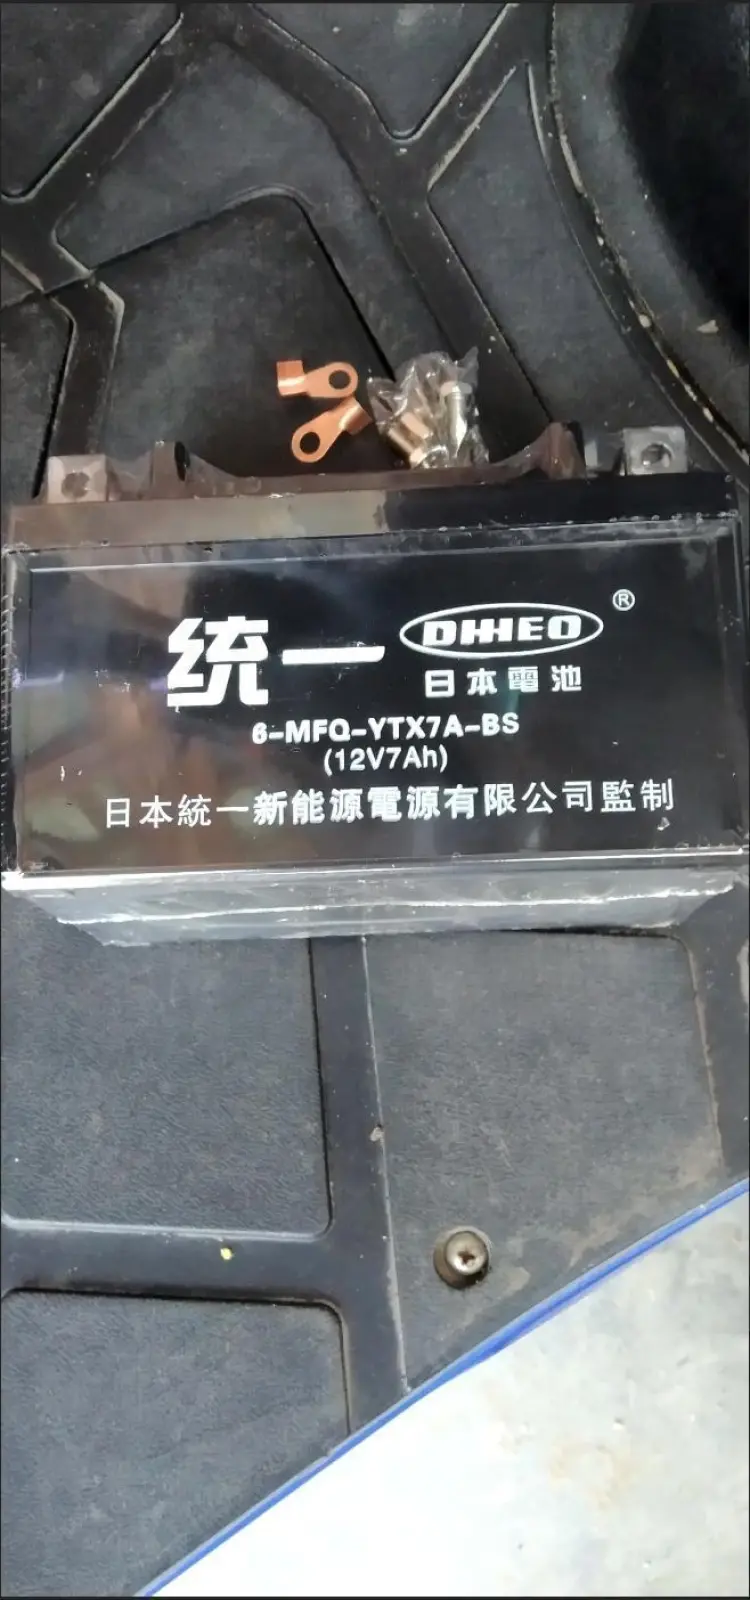 统一 DHHEO ®
日本電池
6-MFQ-YTX7A-BS
(12V7Ah)
日本統一新能源電源有限公司監制